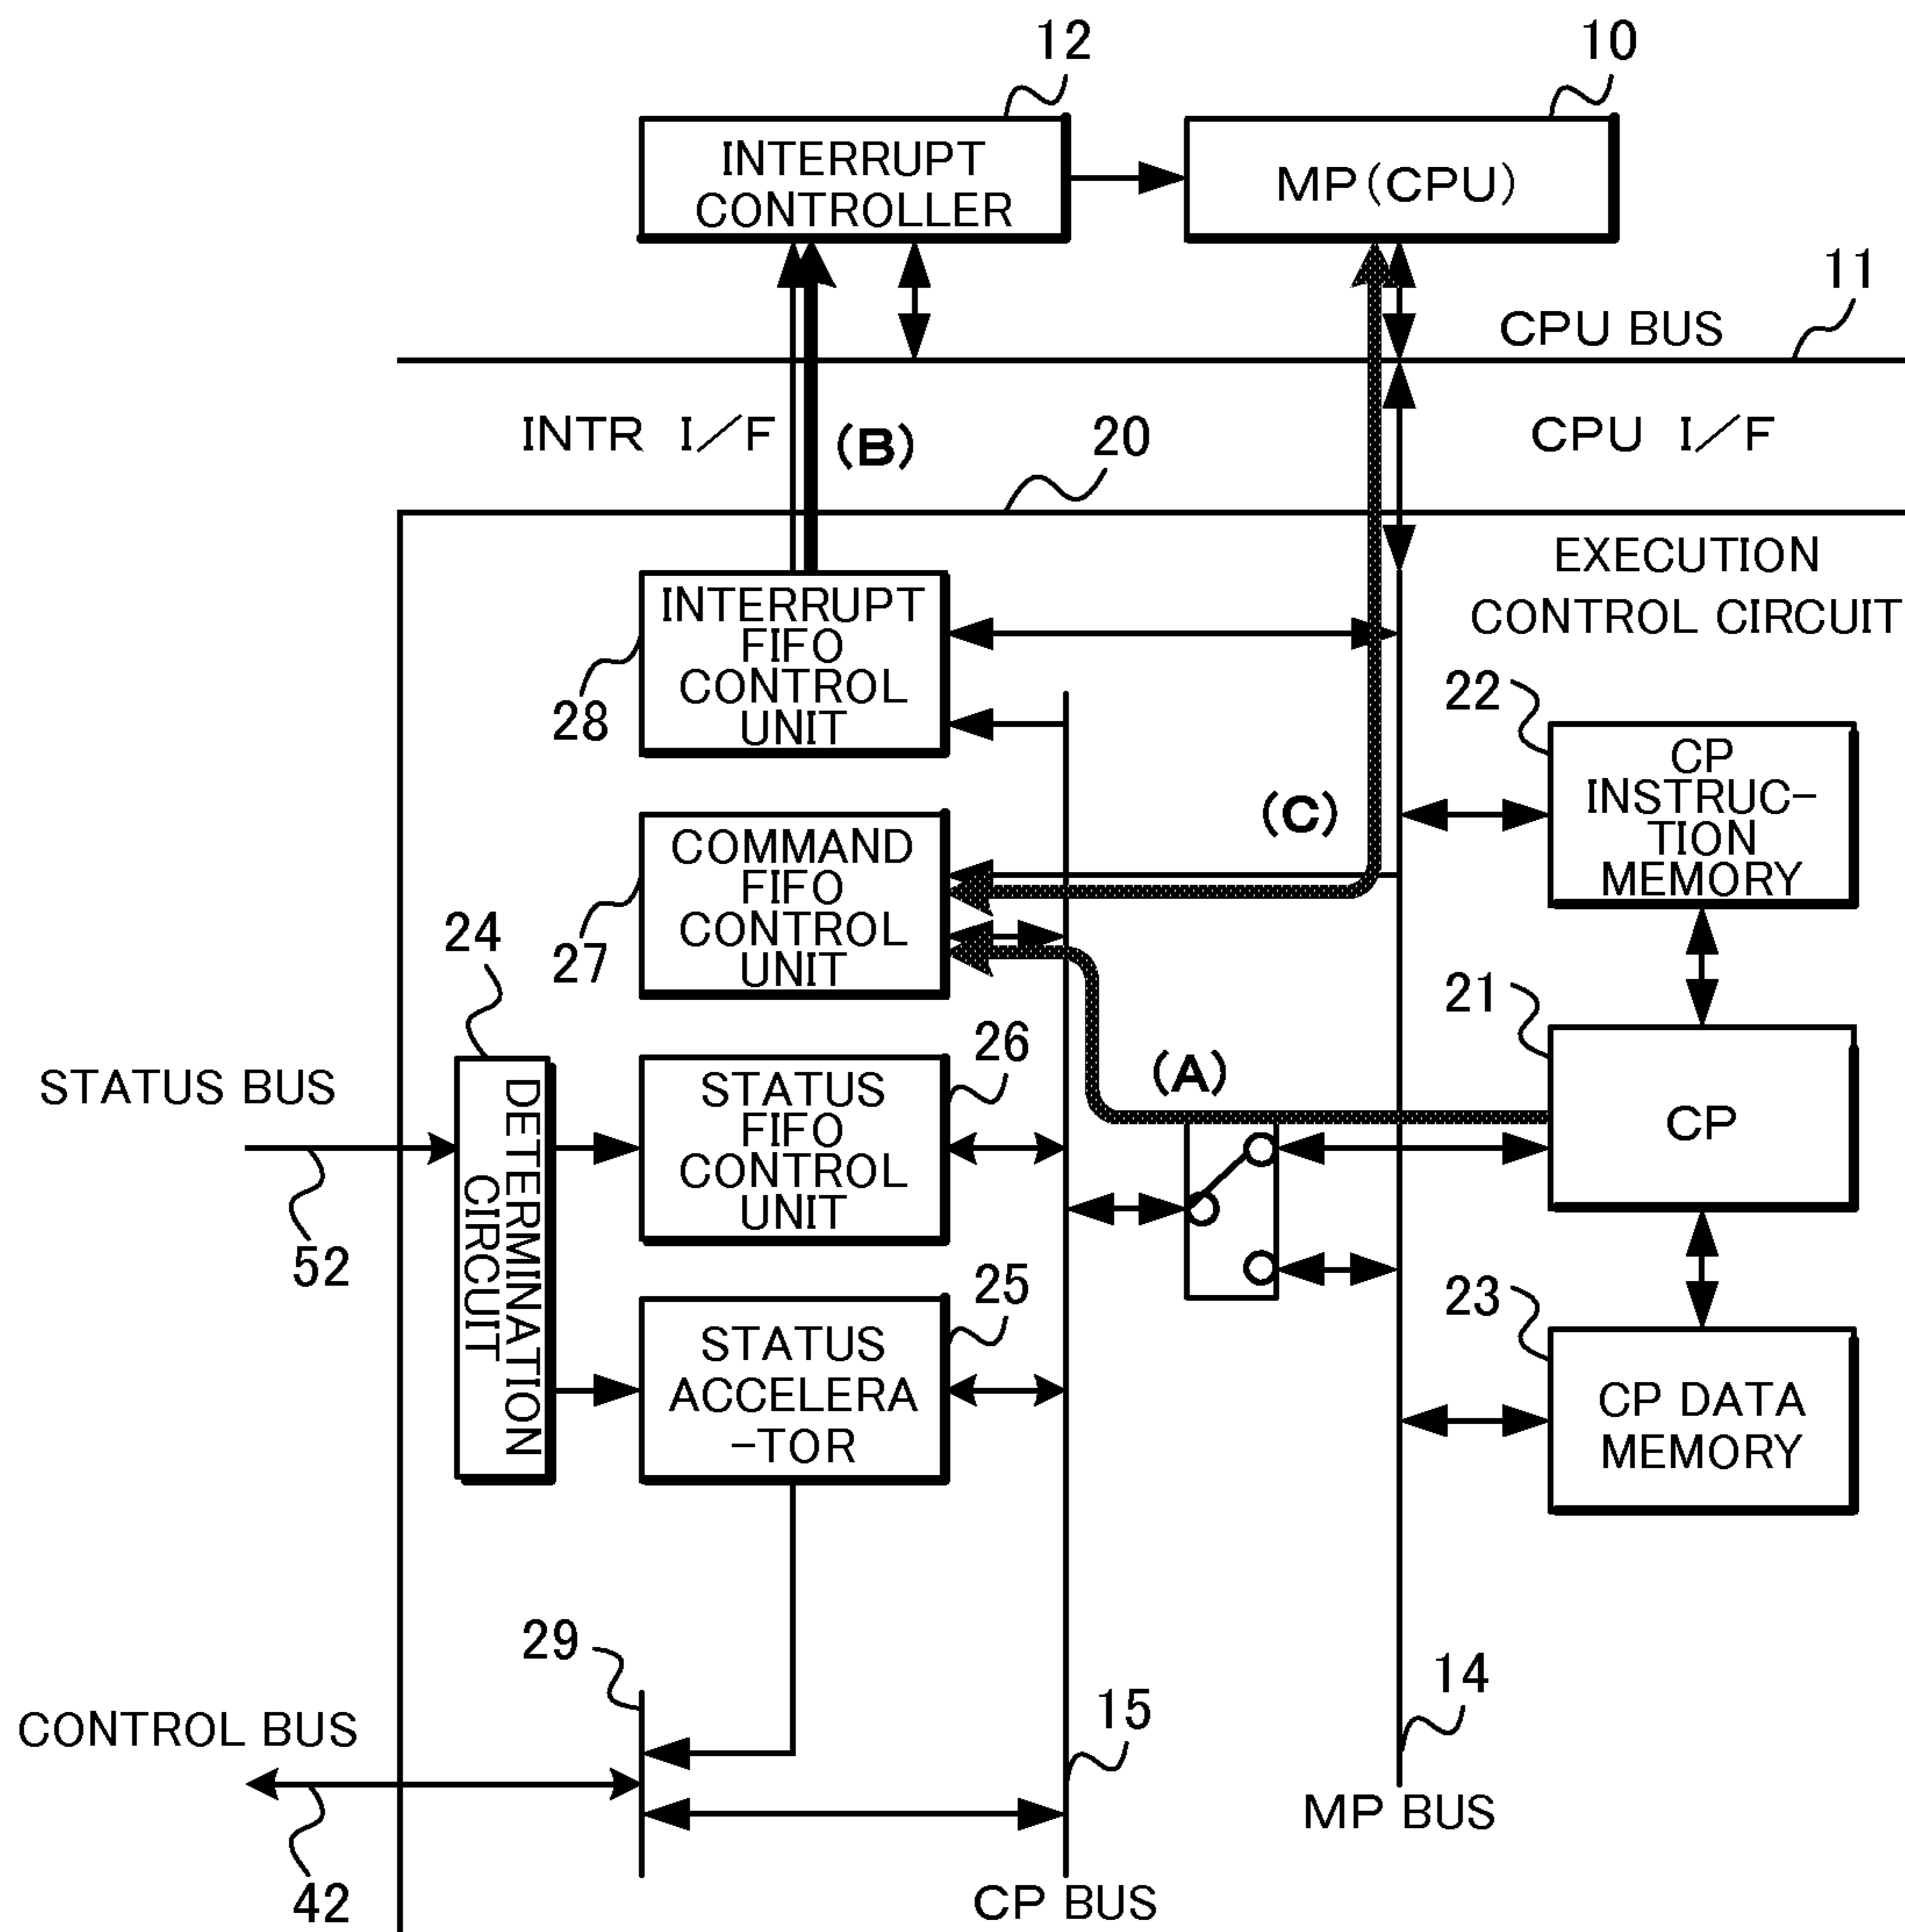 12
10
INTERRUPT
CONTROLLER
MP(CPU)
11
CPU BUS
INTR I/F
(B)
20
CPU I/F
EXECUTION
CONTROL CIRCUIT
INTERRUPT
FIFO
CONTROL
UNIT
28
22
CP
INSTRUC-
TION
MEMORY
(C)
COMMAND
FIFO
CONTROL
UNIT
27
24
21
CP
26
(A)
STATUS BUS
52
DETERMINATION
CIRCUIT
STATUS
FIFO
CONTROL
UNIT
25
23
STATUS
ACCELERA
-TOR
CP DATA
MEMORY
29
15
14
CONTROL BUS
42
MP BUS
CP BUS